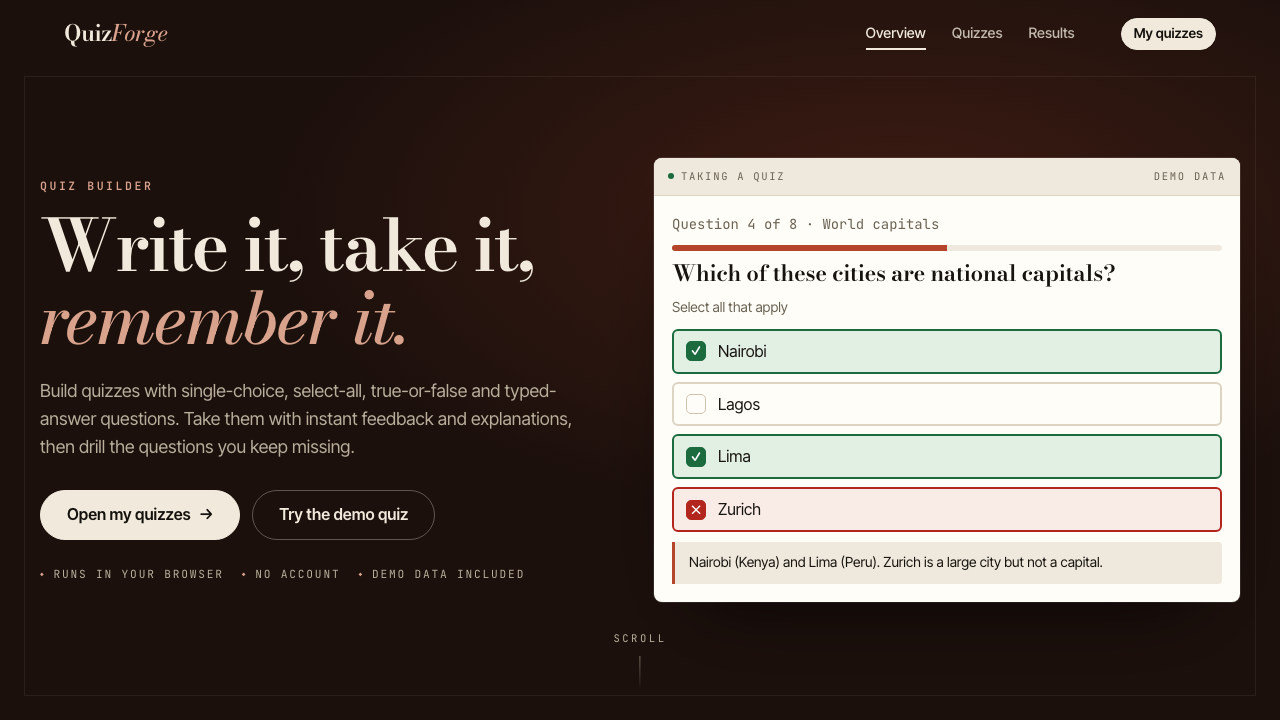 QuizForge
Overview
Quizzes
Results
My quizzes
QUIZ BUILDER
Write it, take it,
remember it.
Build quizzes with single-choice, select-all, true-or-false and typed-
answer questions. Take them with instant feedback and explanations,
then drill the questions you keep missing.
Open my quizzes →
Try the demo quiz
RUNS IN YOUR BROWSER
NO ACCOUNT
DEMO DATA INCLUDED
TAKING A QUIZ
DEMO DATA
Question 4 of 8 · World capitals
Which of these cities are national capitals?
Select all that apply
Nairobi
Lagos
Lima
Zurich
Nairobi (Kenya) and Lima (Peru). Zurich is a large city but not a capital.
SCROLL